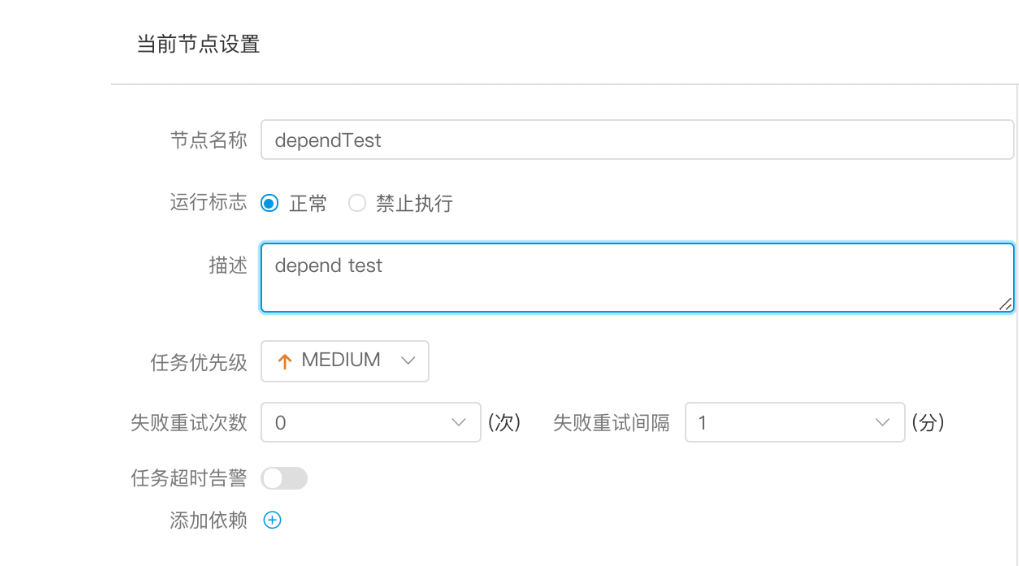 当前节点设置
节点名称 dependTest
运行标志 正常 禁止执行
描述 depend test
任务优先级 MEDIUM
失败重试次数 0 (次) 失败重试间隔 1 (分)
任务超时告警
添加依赖